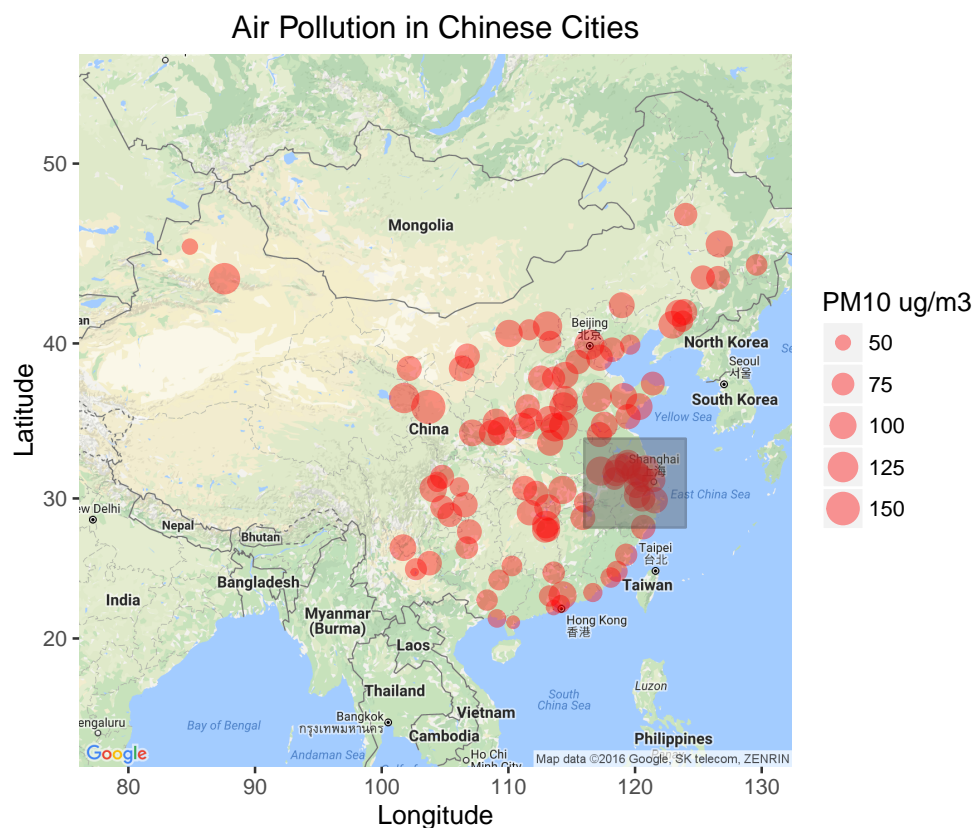 Air Pollution in Chinese Cities
Latitude
50
40
30
20
Mongolia
Beijing
北京
North Korea
Seoul
서울
South Korea
China
Yellow Sea
Shanghai
East China Sea
New Delhi
Nepal
Bhutan
Taipei
台北
Bangladesh
Taiwan
India
Myanmar
(Burma)
Hong Kong
香港
Laos
Luzon
Thailand
South
China Sea
Vietnam
Bangkok
กรุงเทพมหานคร
Bay of Bengal
Cambodia
Philippines
engaluru
Andaman Sea
Ho Chi
Minh City
Google
Map data ©2016 Google, SK telecom, ZENRIN
80
90
100
110
120
130
Longitude
PM10 ug/m3
50
75
100
125
150